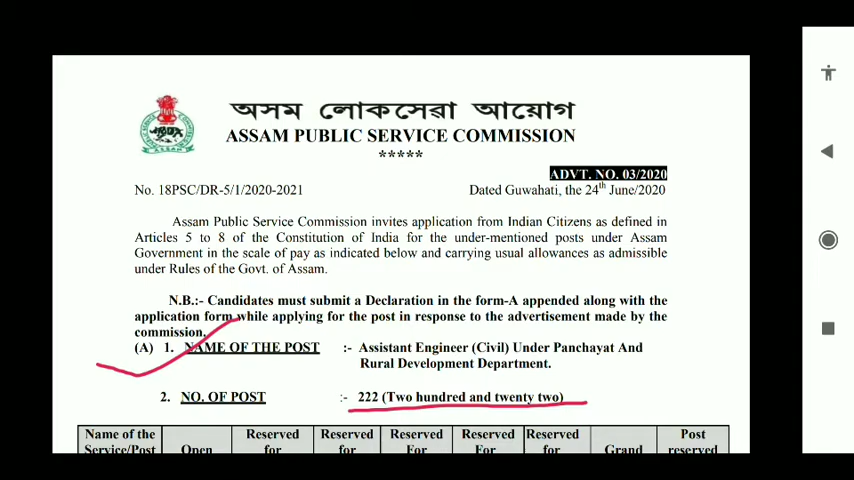 অসম লোকসেৱা আয়োগ
ASSAM PUBLIC SERVICE COMMISSION
*****
ADVT. NO. 03/2020
No. 18PSC/DR-5/1/2020-2021 Dated Guwahati, the 24th June/2020
Assam Public Service Commission invites application from Indian Citizens as defined in
Articles 5 to 8 of the Constitution of India for the under-mentioned posts under Assam
Government in the scale of pay as indicated below and carrying usual allowances as admissible
under Rules of the Govt. of Assam.
N.B.:- Candidates must submit a Declaration in the form-A appended along with the
application form while applying for the post in response to the advertisement made by the
commission.
(A) 1. NAME OF THE POST :- Assistant Engineer (Civil) Under Panchayat And
Rural Development Department.
2. NO. OF POST :- 222 (Two hundred and twenty two)
Name of the Reserved Reserved Reserved Reserved Reserved Post
Service/Post Open for for For For for Grand reserved